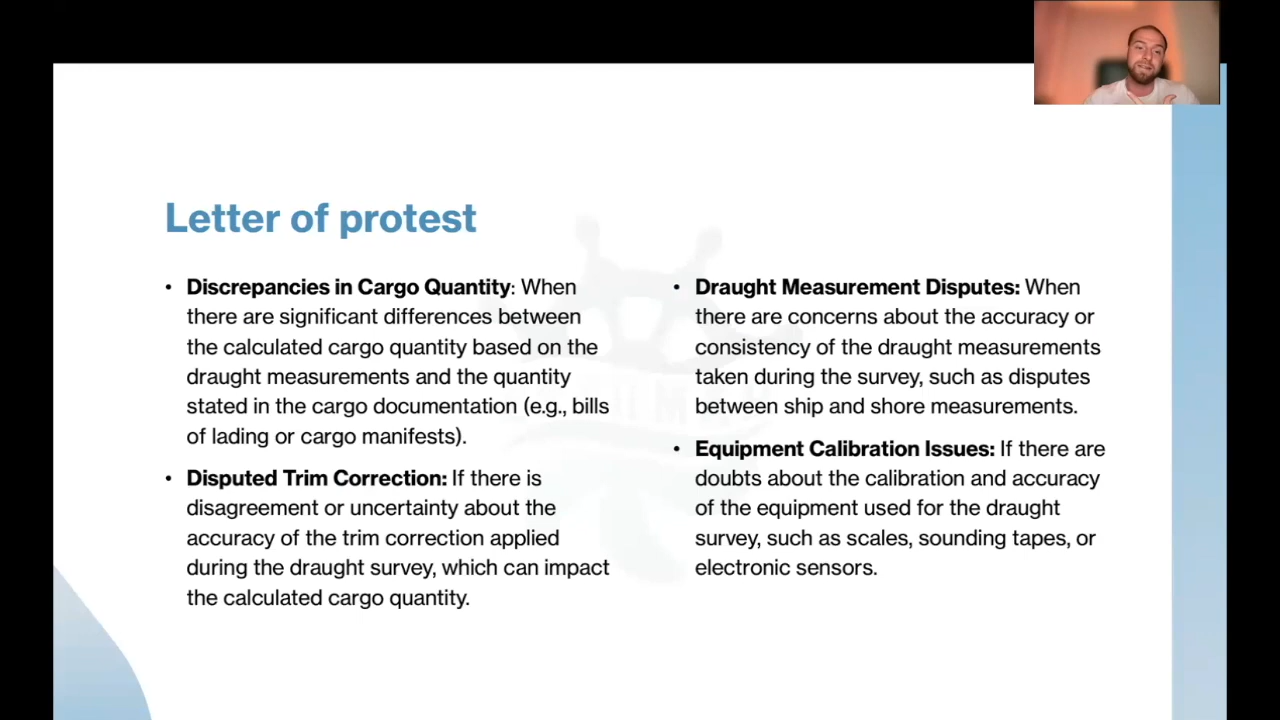 Letter of protest
• Discrepancies in Cargo Quantity: When
there are significant differences between
the calculated cargo quantity based on the
draught measurements and the quantity
stated in the cargo documentation (e.g., bills
of lading or cargo manifests).
• Disputed Trim Correction: If there is
disagreement or uncertainty about the
accuracy of the trim correction applied
during the draught survey, which can impact
the calculated cargo quantity.
• Draught Measurement Disputes: When
there are concerns about the accuracy or
consistency of the draught measurements
taken during the survey, such as disputes
between ship and shore measurements.
• Equipment Calibration Issues: If there are
doubts about the calibration and accuracy
of the equipment used for the draught
survey, such as scales, sounding tapes, or
electronic sensors.